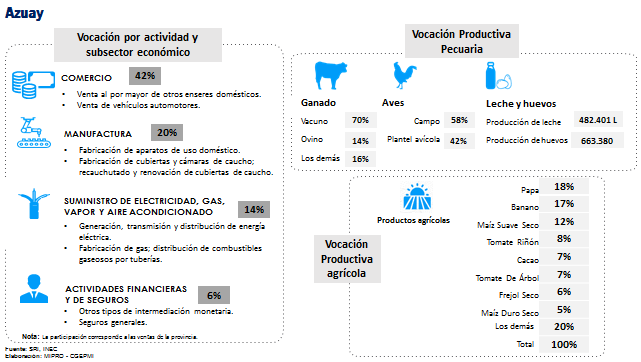 Azuay
Vocación por actividad y
subsector económico
COMERCIO 42%
• Venta al por mayor de otros enseres domésticos.
• Venta de vehículos automotores.
MANUFACTURA 20%
• Fabricación de aparatos de uso doméstico.
• Fabricación de cubiertas y cámaras de caucho;
recauchutado y renovación de cubiertas de caucho.
SUMINISTRO DE ELECTRICIDAD, GAS,
VAPOR Y AIRE ACONDICIONADO 14%
• Generación, transmisión y distribución de energía
eléctrica.
• Fabricación de gas; distribución de combustibles
gaseosos por tuberías.
ACTIVIDADES FINANCIERAS
Y DE SEGUROS 6%
• Otros tipos de intermediación monetaria.
• Seguros generales.
Nota: La participación corresponde a las ventas de la provincia.
Fuente: SRI, INEC
Elaboración: MIPRO - CGEPMI
Vocación Productiva
Pecuaria
Ganado
Vacuno 70%
Ovino 14%
Los demás 16%
Aves
Campo 58%
Plantel avícola 42%
Leche y huevos
Producción de leche 482.401 L
Producción de huevos 663.380
Vocación
Productiva
agrícola
Productos agrícolas
Papa 18%
Banano 17%
Maíz Suave Seco 12%
Tomate Riñón 8%
Cacao 7%
Tomate De Árbol 7%
Frejol Seco 6%
Maíz Duro Seco 5%
Los demás 20%
Total 100%